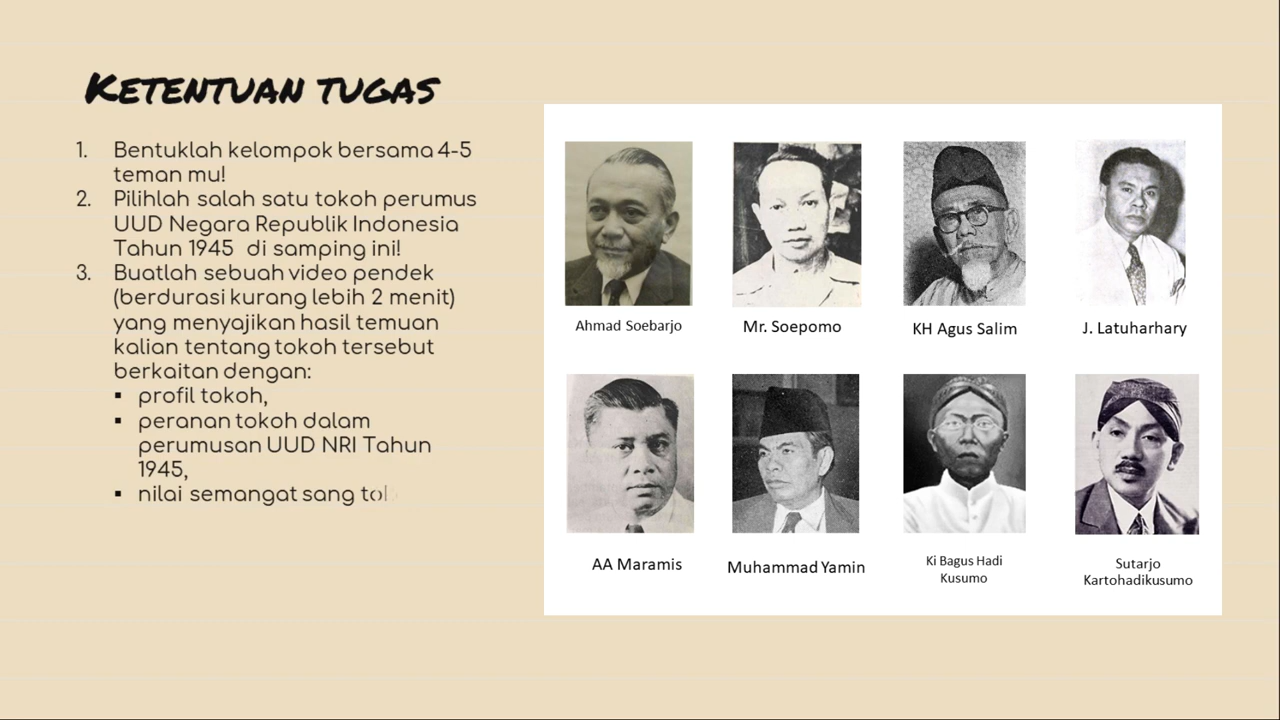 KETENTUAN TUGAS
1. Bentuklah kelompok bersama 4-5
teman mu!
2. Pilihlah salah satu tokoh perumus
UUD Negara Republik Indonesia
Tahun 1945 di samping ini!
3. Buatlah sebuah video pendek
(berdurasi kurang lebih 2 menit)
yang menyajikan hasil temuan
kalian tentang tokoh tersebut
berkaitan dengan:
▪ profil tokoh,
▪ peranan tokoh dalam
perumusan UUD NRI Tahun
1945,
▪ nilai semangat sang
Ahmad Soebarjo
Mr. Soepomo
KH Agus Salim
J. Latuharhary
AA Maramis
Muhammad Yamin
Ki Bagus Hadi
Kusumo
Sutarjo
Kartohadikusumo